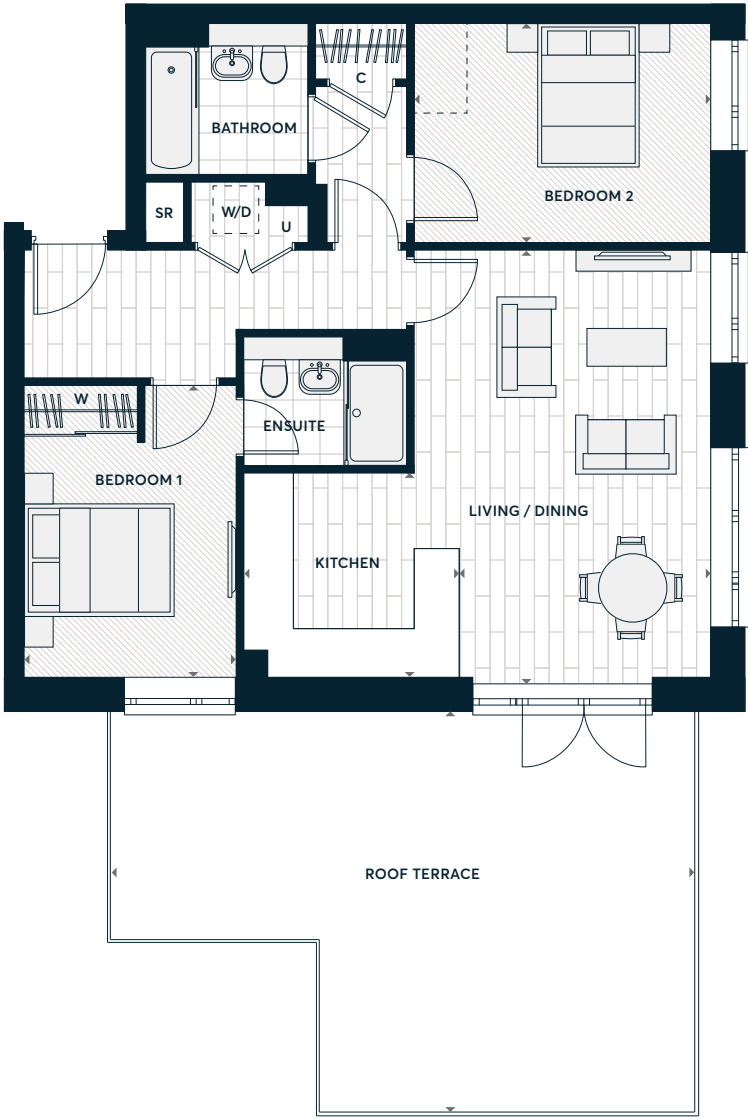 C
BATHROOM
BEDROOM 2
SR
W/D
U
W
ENSUITE
BEDROOM 1
LIVING / DINING
KITCHEN
ROOF TERRACE